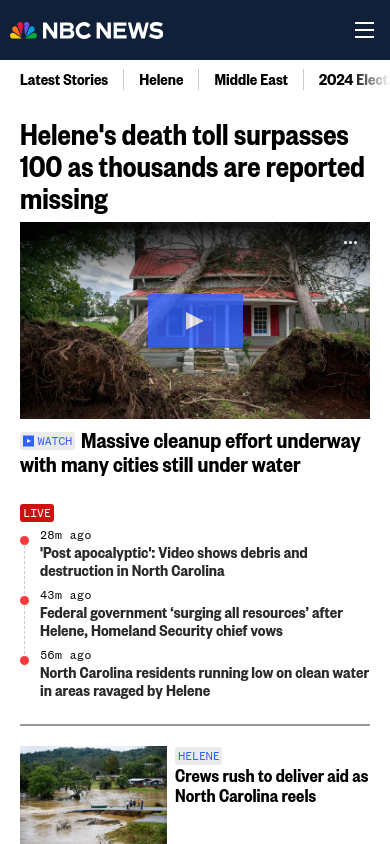 NBC NEWS
Latest Stories
Helene
Middle East
2024 Elect
Helene's death toll surpasses
100 as thousands are reported
missing
WATCH Massive cleanup effort underway
with many cities still under water
LIVE
28m ago
'Post apocalyptic': Video shows debris and
destruction in North Carolina
43m ago
Federal government ‘surging all resources’ after
Helene, Homeland Security chief vows
56m ago
North Carolina residents running low on clean water
in areas ravaged by Helene
HELENE
Crews rush to deliver aid as
North Carolina reels